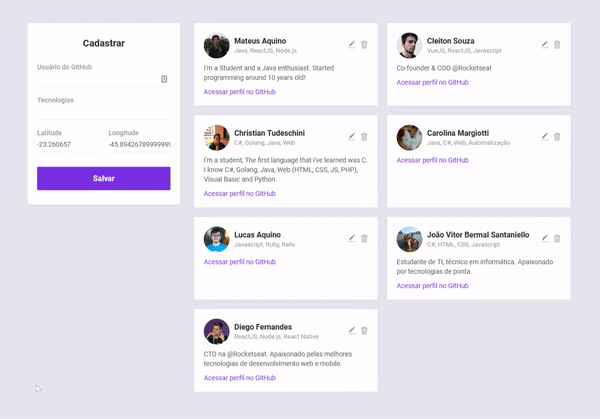 Cadastrar
Usuário do GitHub
Tecnologias
Latitude
Longitude
-23.260657
-45.89426789999999
Salvar
Mateus Aquino
Java, ReactJS, Node.js
I'm a Student and a Java enthusiast. Started
programming around 10 years old!
Acessar perfil no GitHub
Cleiton Souza
VueJS, ReactJS, Javascript
Co-founder & COO @Rocketseat
Acessar perfil no GitHub
Christian Tudeschini
C#, Golang, Java, Web
I'm a student, The first language that i've learned was C.
I know C#, Golang, Java, Web (HTML, CSS, JS, PHP),
Visual Basic and Python.
Acessar perfil no GitHub
Carolina Margiotti
Java, C#, Web, Automatização
Acessar perfil no GitHub
Lucas Aquino
Javascript, Ruby, Rails
Acessar perfil no GitHub
João Vitor Bermal Santaniello
C#, HTML, CSS, Javascript
Estudante de TI, técnico em informática. Apaixonado
por tecnologias de ponta.
Acessar perfil no GitHub
Diego Fernandes
ReactJS, Node.js, React Native
CTO na @Rocketseat. Apaixonado pelas melhores
tecnologias de desenvolvimento web e mobile.
Acessar perfil no GitHub